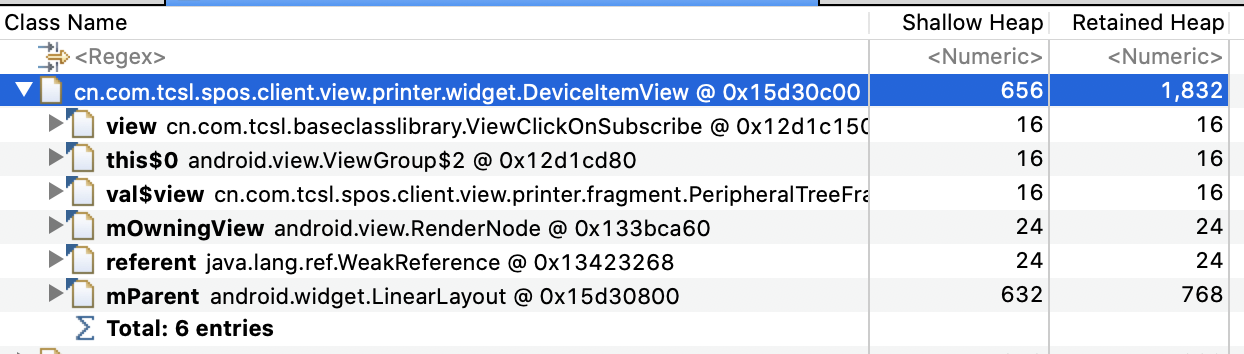 Class Name Shallow Heap Retained Heap
<Regex> <Numeric> <Numeric>
cn.com.tcsl.spos.client.view.printer.widget.DeviceItemView @ 0x15d30c00 656 1,832
view cn.com.tcsl.baseclasslibrary.ViewClickOnSubscribe @ 0x12d1c150 16 16
this$0 android.view.ViewGroup$2 @ 0x12d1cd80 16 16
val$view cn.com.tcsl.spos.client.view.printer.fragment.PeripheralTreeFra 16 16
mOwningView android.view.RenderNode @ 0x133bca60 24 24
referent java.lang.ref.WeakReference @ 0x13423268 24 24
mParent android.widget.LinearLayout @ 0x15d30800 632 768
Σ Total: 6 entries